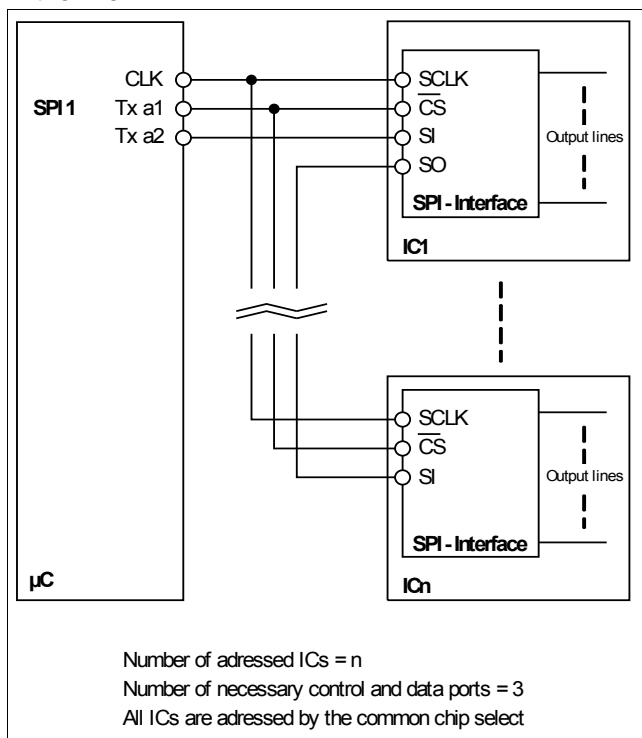 CLK
SPI 1
Tx a1
Tx a2
SCLK
CS
SI
SO
Output lines
SPI - Interface
IC1
SCLK
CS
SI
Output lines
SPI - Interface
µC
ICn
Number of adressed ICs = n
Number of necessary control and data ports = 3
All ICs are adressed by the common chip select